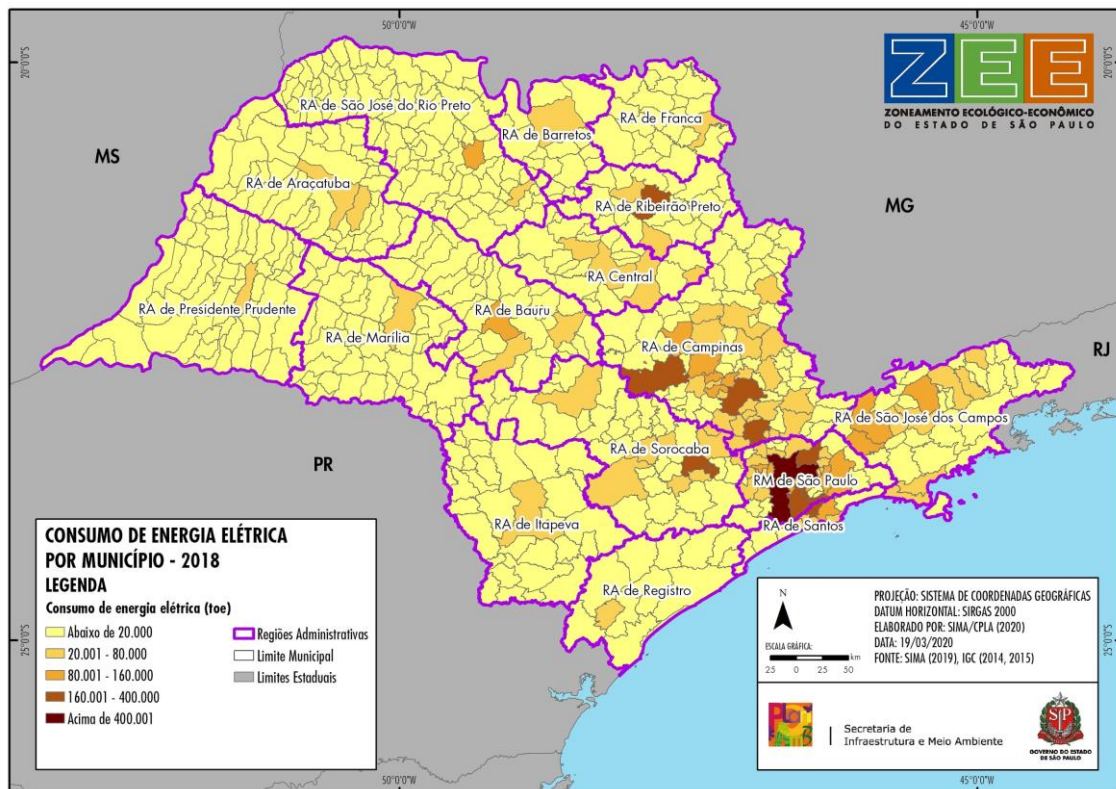 50°0'0"W
45°0'0"W
20°0'0"S
20°0'0"S
ZEE
ZONEAMENTO ECOLÓGICO-ECONÔMICO
DO ESTADO DE SÃO PAULO
RA de São José do Rio Preto
RA de Barretos
RA de Franca
MS
RA de Araçatuba
RA de Ribeirão Preto
MG
RA Central
RA de Presidente Prudente
RA de Bauru
RA de Marília
RA de Campinas
RJ
RA de São José dos Campos
RA de Sorocaba
PR
RM de São Paulo
RA de Itapeva
RA de Santos
RA de Registro
CONSUMO DE ENERGIA ELÉTRICA
POR MUNICÍPIO - 2018
LEGENDA
Consumo de energia elétrica (toe)
Abaixo de 20.000
20.001 - 80.000
80.001 - 160.000
160.001 - 400.000
Acima de 400.001
Regiões Administrativas
Limite Municipal
Limites Estaduais
N
ESCALA GRÁFICA:
25 0 25 50 km
PROJEÇÃO: SISTEMA DE COORDENADAS GEOGRÁFICAS
DATUM HORIZONTAL: SIRGAS 2000
ELABORADO POR: SIMA/CPLA (2020)
DATA: 19/03/2020
FONTE: SIMA (2019), IGC (2014, 2015)
Secretaria de
Infraestrutura e Meio Ambiente
SP
GOVERNO DO ESTADO
DE SÃO PAULO
25°0'0"S
25°0'0"S
50°0'0"W
45°0'0"W